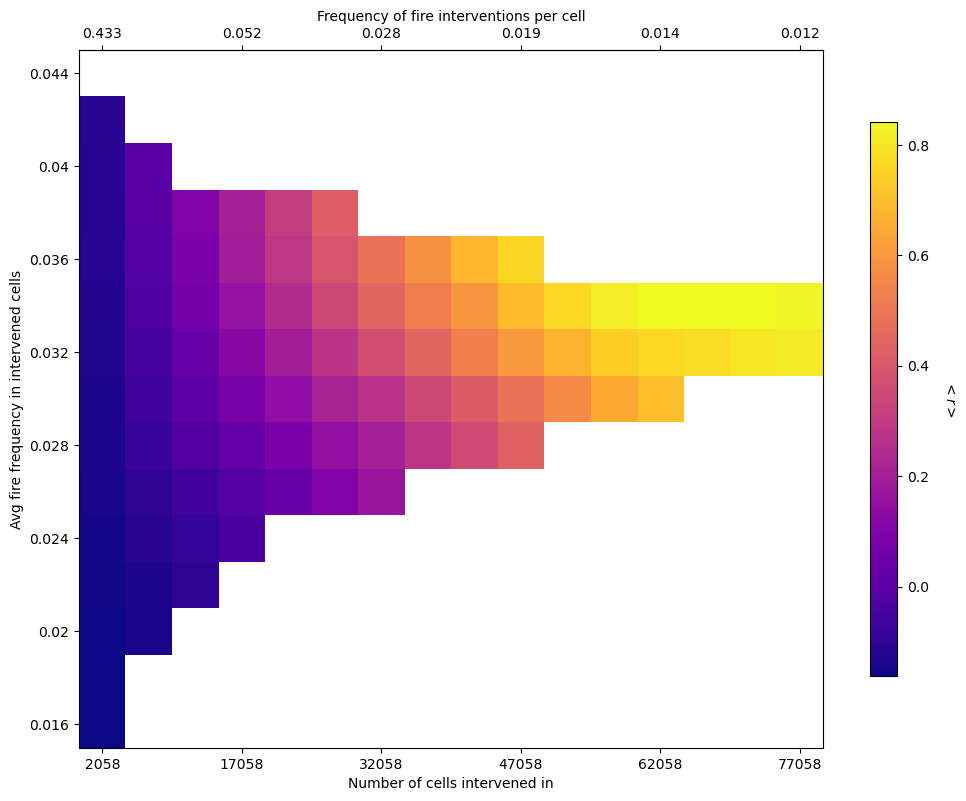 Frequency of fire interventions per cell
0.433 0.052 0.028 0.019 0.014 0.012
0.044
0.04
0.036
0.032
0.028
0.024
0.02
0.016
Avg fire frequency in intervened cells
2058 17058 32058 47058 62058 77058
Number of cells intervened in
0.8
0.6
0.4
0.2
0.0
< r >